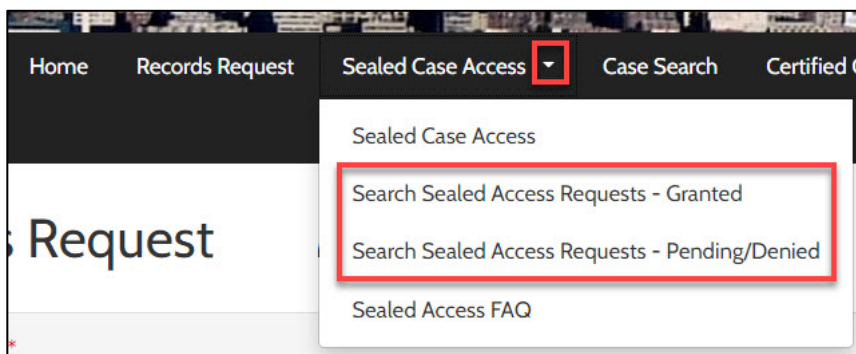 Home Records Request Sealed Case Access Case Search Certified
Sealed Case Access
Search Sealed Access Requests - Granted
Request
Search Sealed Access Requests - Pending/Denied
Sealed Access FAQ
*